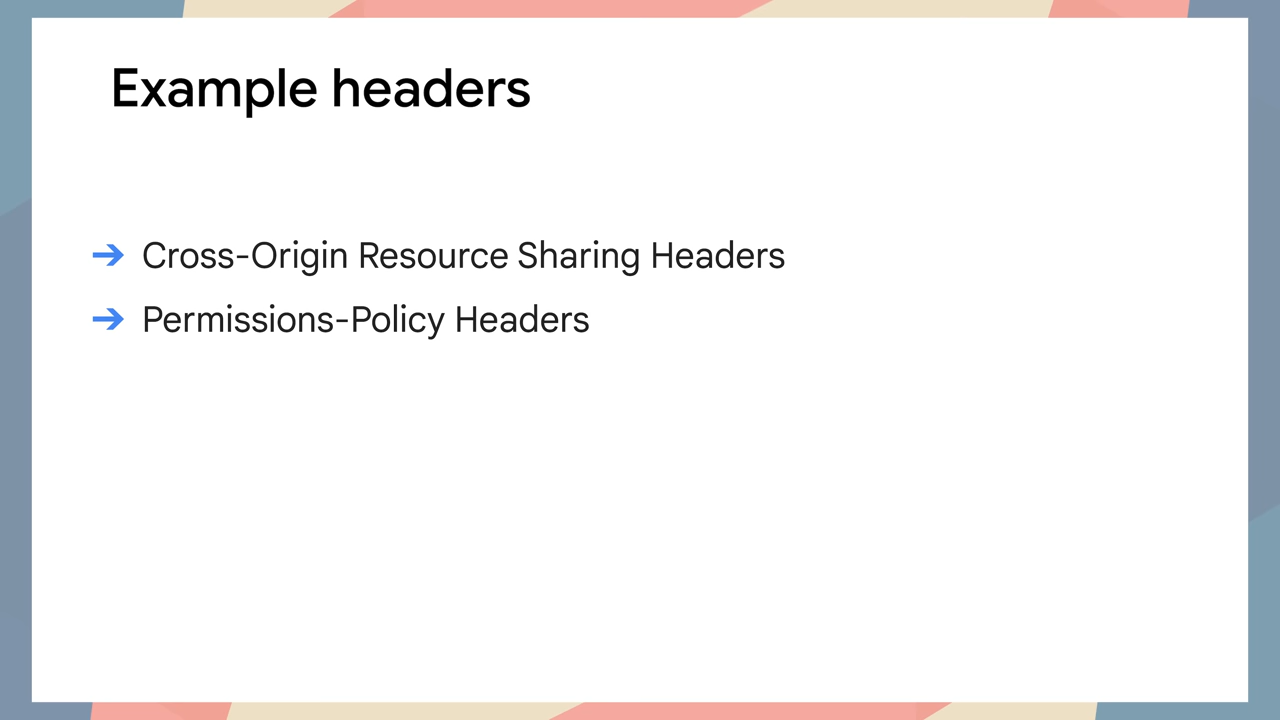 Example headers
→ Cross-Origin Resource Sharing Headers
→ Permissions-Policy Headers